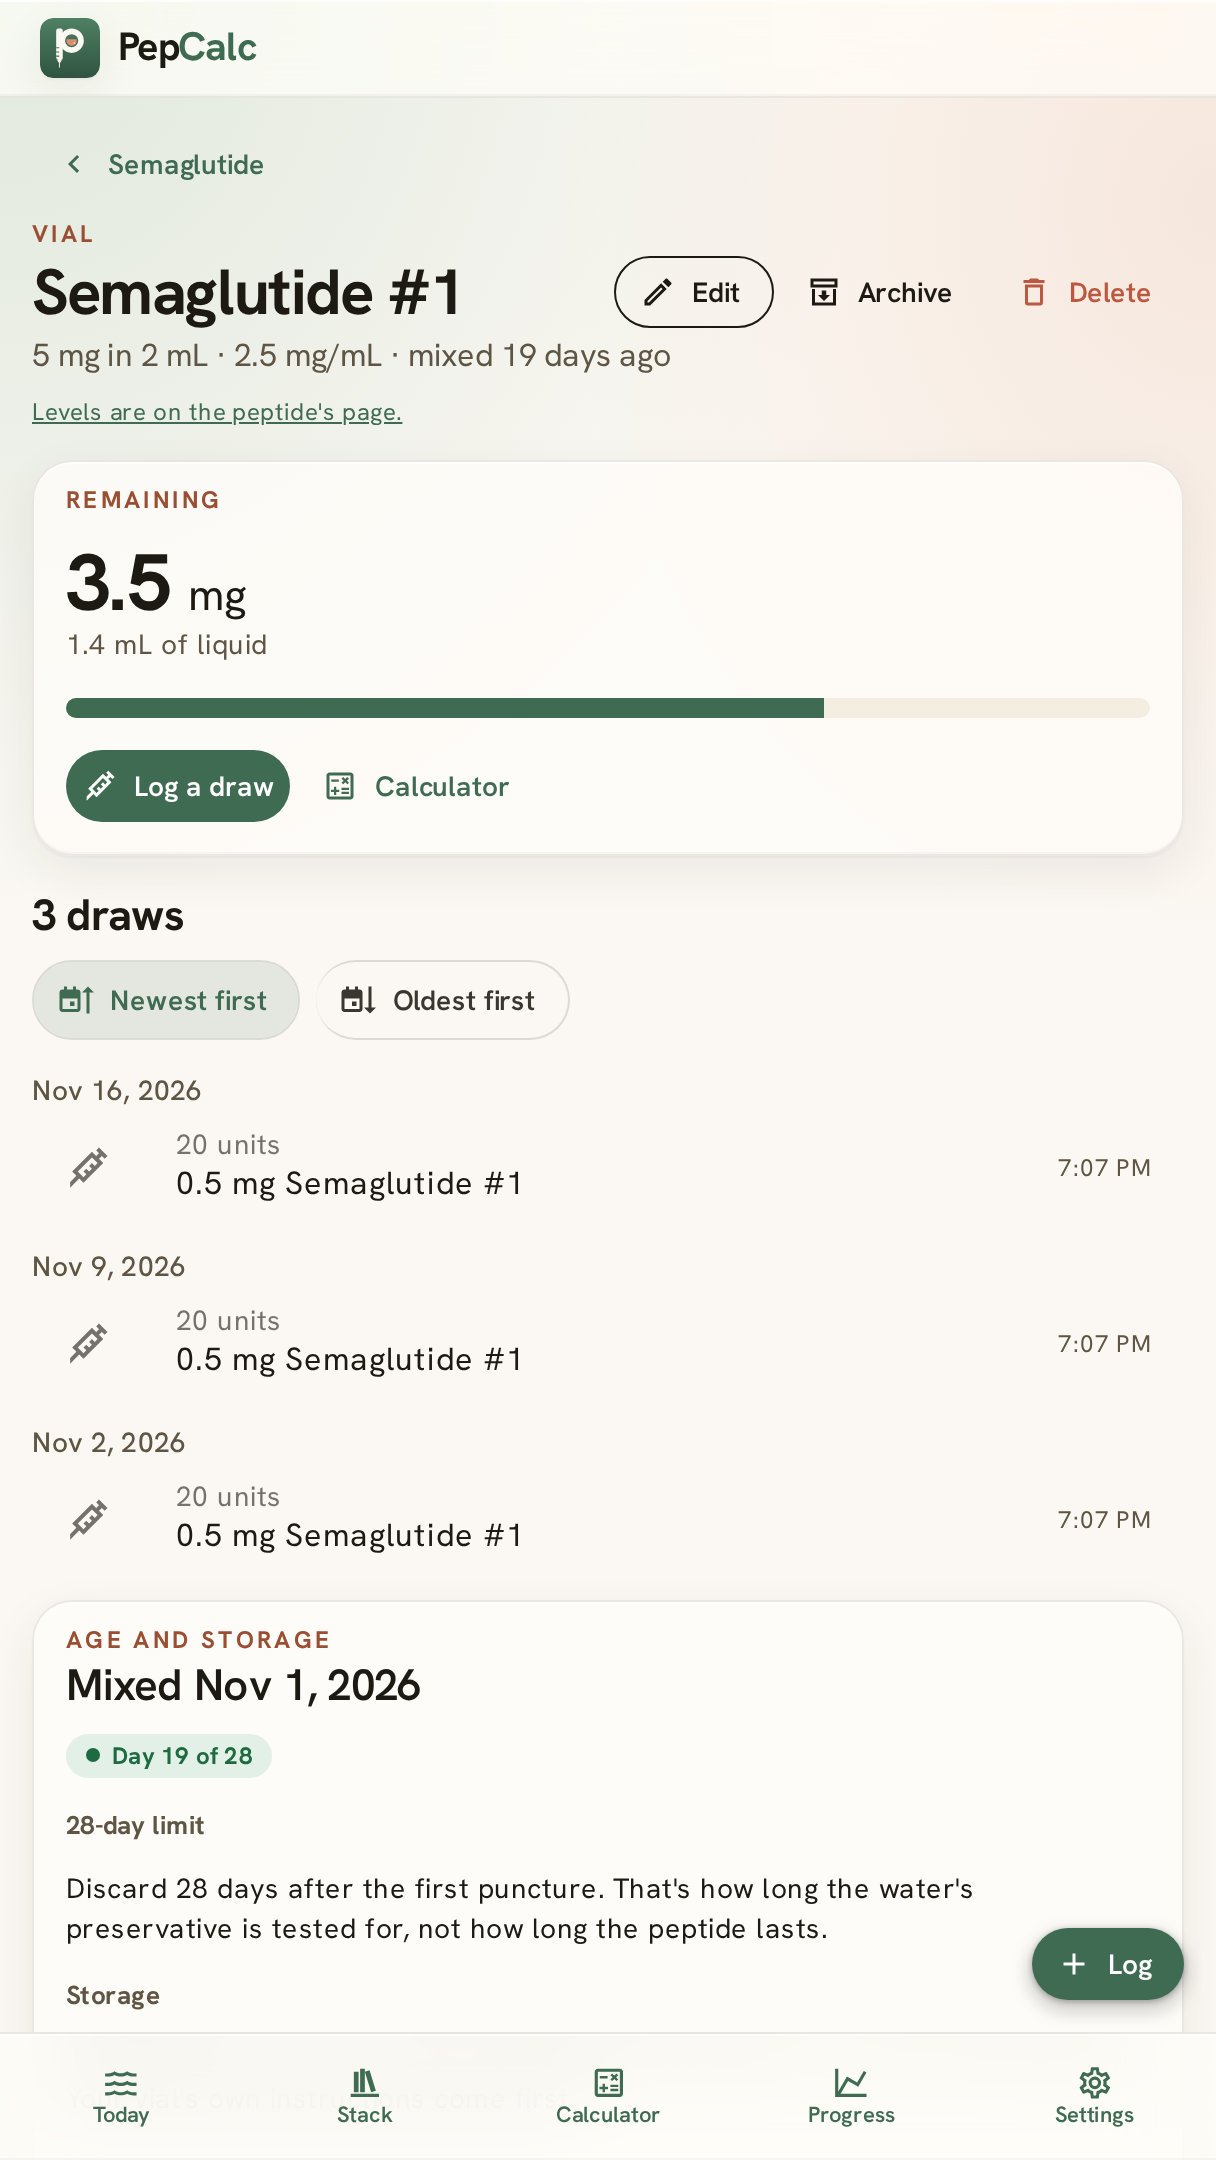 PepCalc
Semaglutide
VIAL
Semaglutide #1
Edit
Archive
Delete
5 mg in 2 mL · 2.5 mg/mL · mixed 19 days ago
Levels are on the peptide's page.
REMAINING
3.5 mg
1.4 mL of liquid
Log a draw
Calculator
3 draws
Newest first
Oldest first
Nov 16, 2026
20 units
0.5 mg Semaglutide #1
7:07 PM
Nov 9, 2026
20 units
0.5 mg Semaglutide #1
7:07 PM
Nov 2, 2026
20 units
0.5 mg Semaglutide #1
7:07 PM
AGE AND STORAGE
Mixed Nov 1, 2026
Day 19 of 28
28-day limit
Discard 28 days after the first puncture. That's how long the water's
preservative is tested for, not how long the peptide lasts.
Log
Storage
Your vial's own instructions come first.
Today
Stack
Calculator
Progress
Settings